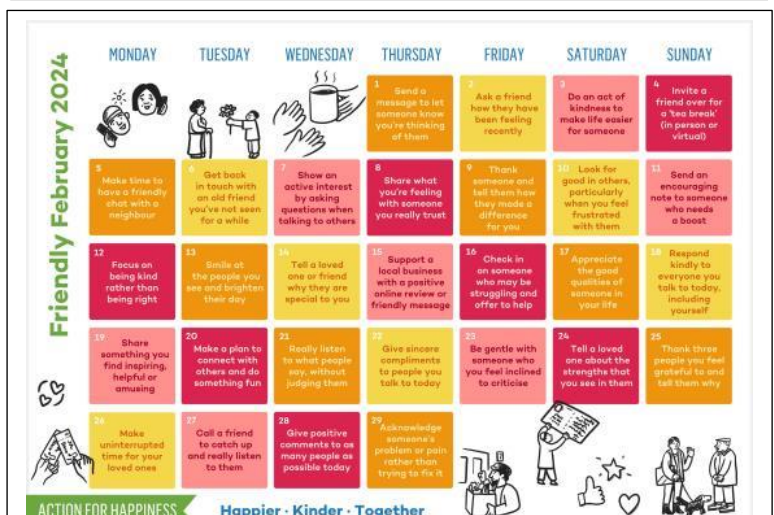 Friendly February 2024
MONDAY
TUESDAY
WEDNESDAY
THURSDAY
FRIDAY
SATURDAY
SUNDAY
1
Send a
message to let
someone know
you're thinking
of them
2
Ask a friend
how they have
been feeling
recently
3
Do an act of
kindness to
make life easier
for someone
4
Invite a
friend over for
a 'tea break'
(in person or
virtual)
5
Make time to
have a friendly
chat with a
neighbour
6
Get back
in touch with
an old friend
you've not seen
for a while
7
Show an
active interest
by asking
questions when
talking to others
8
Share what
you're feeling
with someone
you really trust
9
Thank
someone and
tell them how
they made a
difference
for you
10
Look for
good in others,
particularly
when you feel
frustrated
with them
11
Send an
encouraging
note to someone
who needs
a boost
12
Focus on
being kind
rather than
being right
13
Smile at
the people you
see and brighten
their day
14
Tell a loved
one or friend
why they are
special to you
15
Support a
local business
with a positive
online review or
friendly message
16
Check in
on someone
who may be
struggling and
offer to help
17
Appreciate
the good
qualities of
someone in
your life
18
Respond
kindly to
everyone you
talk to today,
including
yourself
19
Share
something you
find inspiring,
helpful or
amusing
20
Make a plan to
connect with
others and do
something fun
21
Really listen
to what people
say, without
judging them
22
Give sincere
compliments
to people you
talk to today
23
Be gentle with
someone who
you feel inclined
to criticise
24
Tell a loved
one about the
strengths that
you see in them
25
Thank three
people you feel
grateful to and
tell them why
26
Make
uninterrupted
time for your
loved ones
27
Call a friend
to catch up
and really listen
to them
28
Give positive
comments to as
many people as
possible today
29
Acknowledge
someone's
problem or pain
rather than
trying to fix it
ACTION FOR HAPPINESS
Happier · Kinder · Together